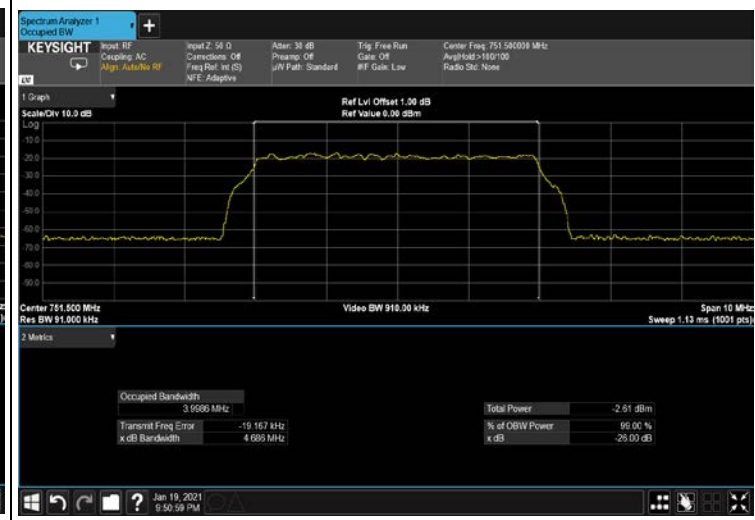 Spectrum Analyzer 1
Occupied BW
KEYSIGHT
Input: RF
Coupling: AC
Align: Auto/No RF
Input Z: 50 Ω
Corrections: Off
Freq Ref: Int (S)
NFE: Adaptive
Atten: 30 dB
Preamp: Off
µW Path: Standard
Trig: Free Run
Gate: Off
#IF Gain: Low
Center Freq: 751.500000 MHz
Avg|Hold:>100/100
Radio Std: None
1 Graph
Scale/Div 10.0 dB
Ref Lvl Offset 1.00 dB
Ref Value 0.00 dBm
Log
-10.0
-20.0
-30.0
-40.0
-50.0
-60.0
-70.0
-80.0
-90.0
Center 751.500 MHz
Video BW 910.00 kHz
Span 10 MHz
Res BW 91.000 kHz
Sweep 1.13 ms (1001 pts)
2 Metrics
Occupied Bandwidth
3.9986 MHz
Total Power -2.61 dBm
Transmit Freq Error -19.167 kHz
% of OBW Power 99.00 %
x dB Bandwidth 4.686 MHz
x dB -26.00 dB
?
Jan 19, 2021
9:50:59 PM